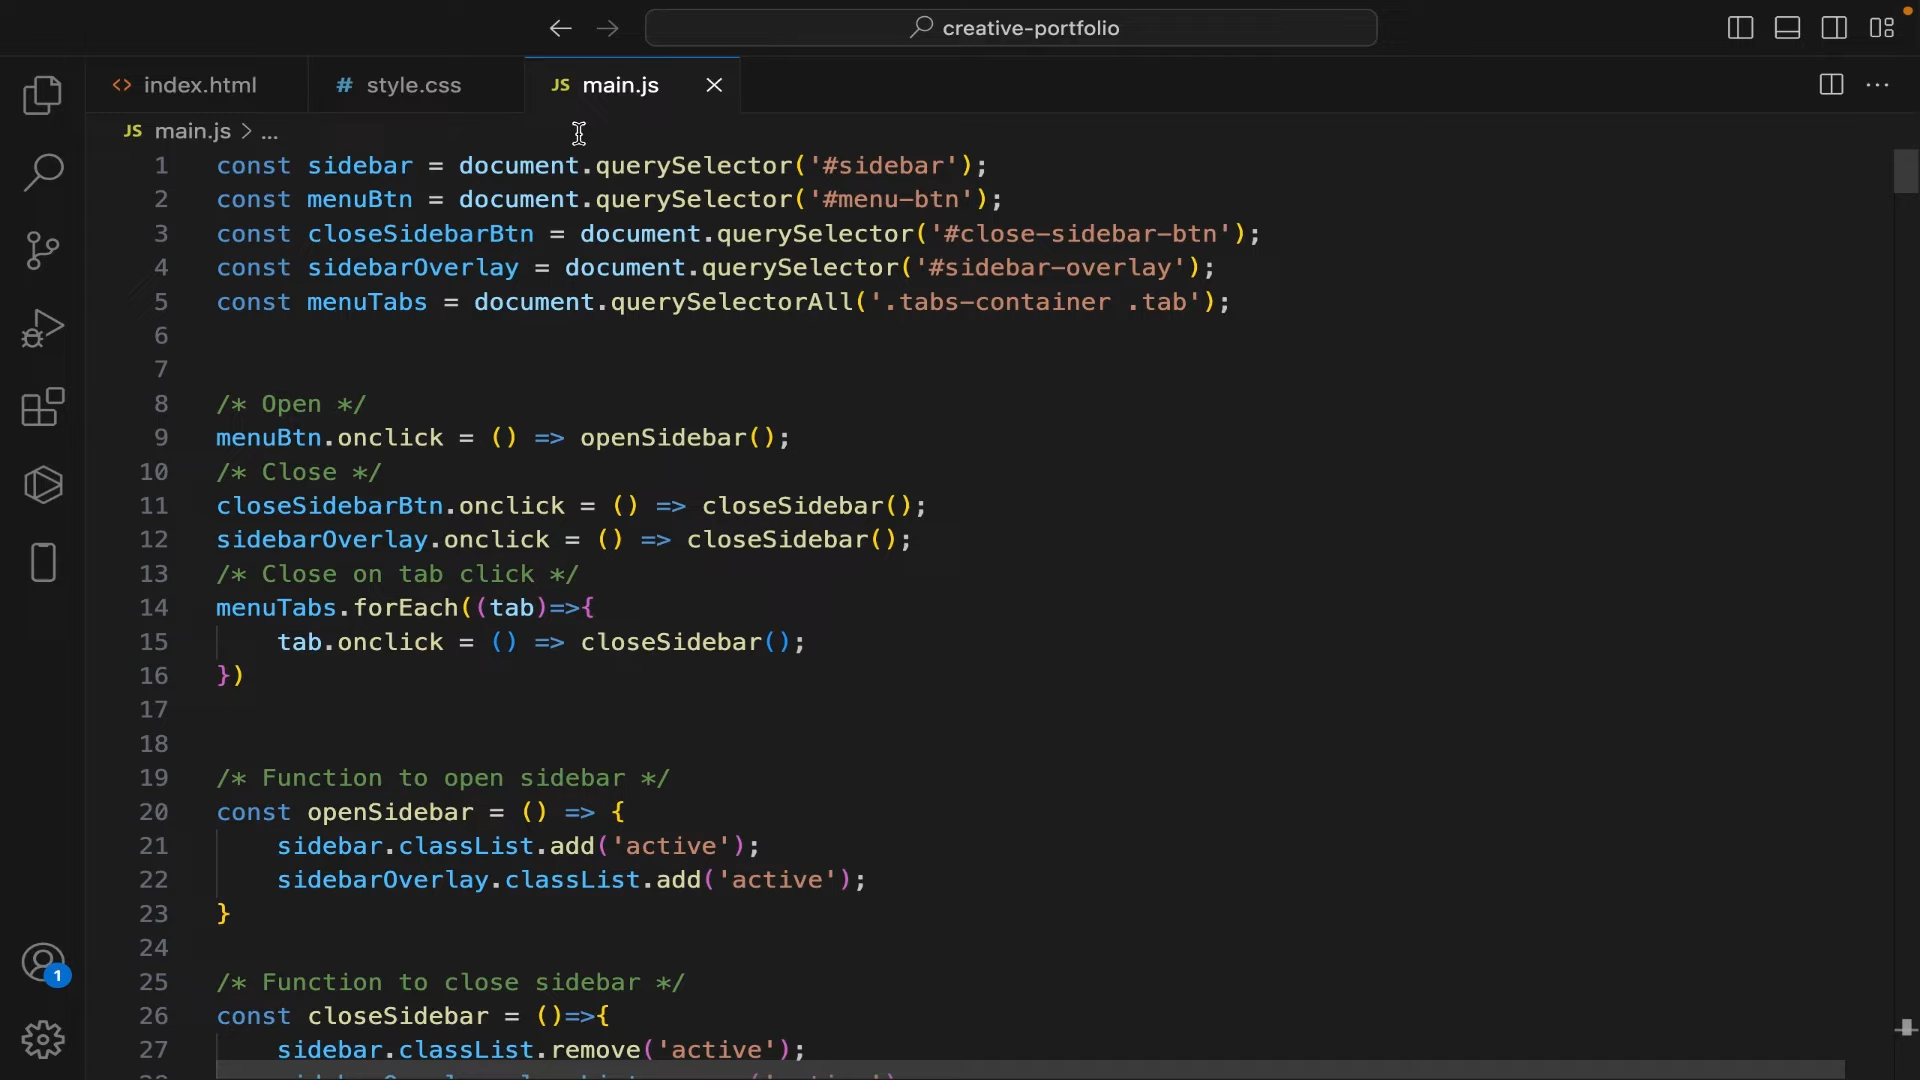 creative-portfolio
<> index.html
# style.css
JS main.js
JS main.js > ...
1 const sidebar = document.querySelector('#sidebar');
2 const menuBtn = document.querySelector('#menu-btn');
3 const closeSidebarBtn = document.querySelector('#close-sidebar-btn');
4 const sidebarOverlay = document.querySelector('#sidebar-overlay');
5 const menuTabs = document.querySelectorAll('.tabs-container .tab');
6
7
8 /* Open */
9 menuBtn.onclick = () => openSidebar();
10 /* Close */
11 closeSidebarBtn.onclick = () => closeSidebar();
12 sidebarOverlay.onclick = () => closeSidebar();
13 /* Close on tab click */
14 menuTabs.forEach((tab)=>{
15 tab.onclick = () => closeSidebar();
16 })
17
18
19 /* Function to open sidebar */
20 const openSidebar = () => {
21 sidebar.classList.add('active');
22 sidebarOverlay.classList.add('active');
23 }
24
25 /* Function to close sidebar */
26 const closeSidebar = ()=>{
1
27 sidebar.classList.remove('active');